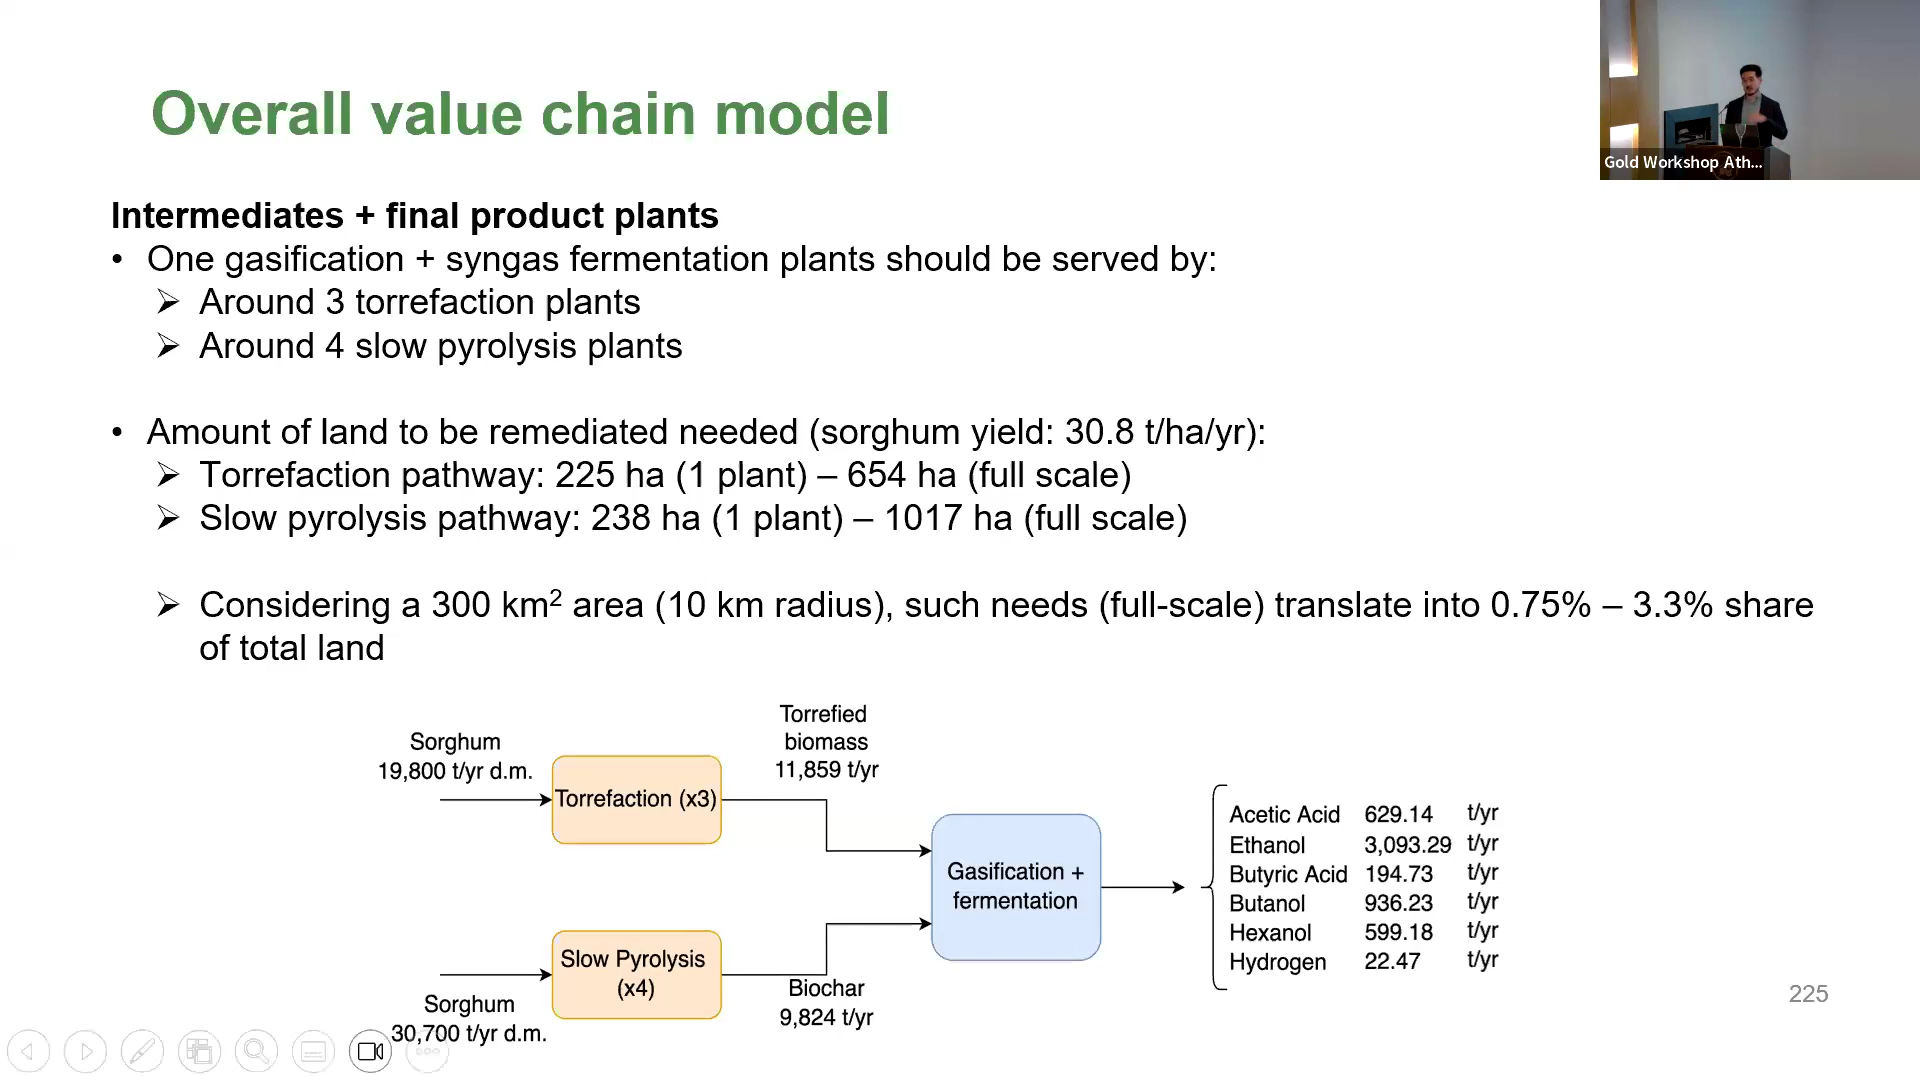 Overall value chain model
Gold Workshop Ath...
Intermediates + final product plants
• One gasification + syngas fermentation plants should be served by:
➢ Around 3 torrefaction plants
➢ Around 4 slow pyrolysis plants
• Amount of land to be remediated needed (sorghum yield: 30.8 t/ha/yr):
➢ Torrefaction pathway: 225 ha (1 plant) – 654 ha (full scale)
➢ Slow pyrolysis pathway: 238 ha (1 plant) – 1017 ha (full scale)
➢ Considering a 300 km² area (10 km radius), such needs (full-scale) translate into 0.75% – 3.3% share
of total land
Sorghum
19,800 t/yr d.m.
Torrefaction (x3)
Torrefied
biomass
11,859 t/yr
Sorghum
30,700 t/yr d.m.
Slow Pyrolysis
(x4)
Biochar
9,824 t/yr
Gasification +
fermentation
Acetic Acid 629.14 t/yr
Ethanol 3,093.29 t/yr
Butyric Acid 194.73 t/yr
Butanol 936.23 t/yr
Hexanol 599.18 t/yr
Hydrogen 22.47 t/yr
225